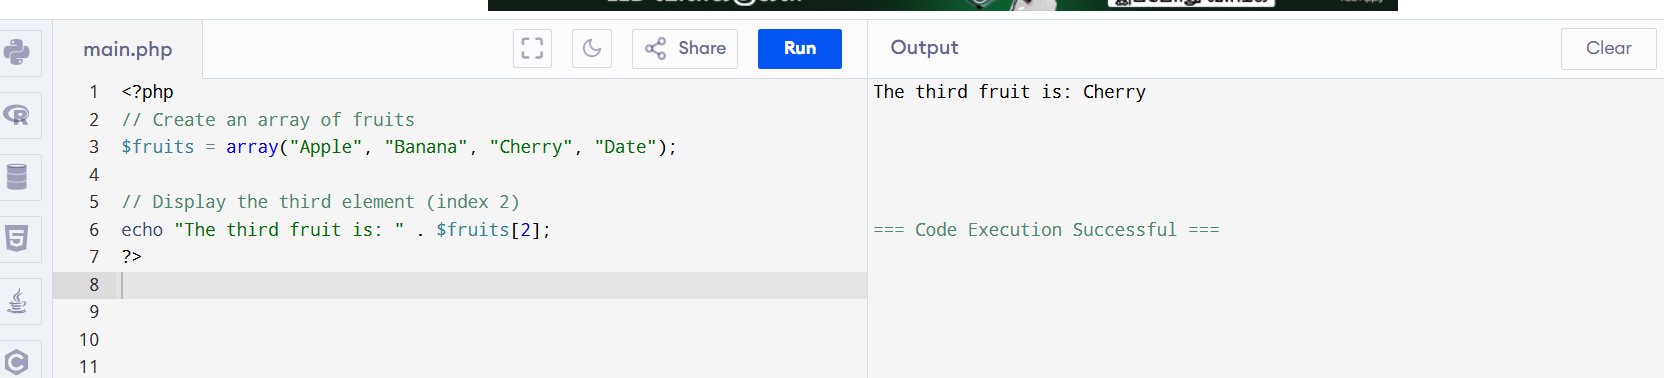 main.php
Share
Run
Output
Clear
1 <?php
2 // Create an array of fruits
3 $fruits = array("Apple", "Banana", "Cherry", "Date");
4
5 // Display the third element (index 2)
6 echo "The third fruit is: " . $fruits[2];
7 ?>
8
9
10
11
The third fruit is: Cherry
=== Code Execution Successful ===